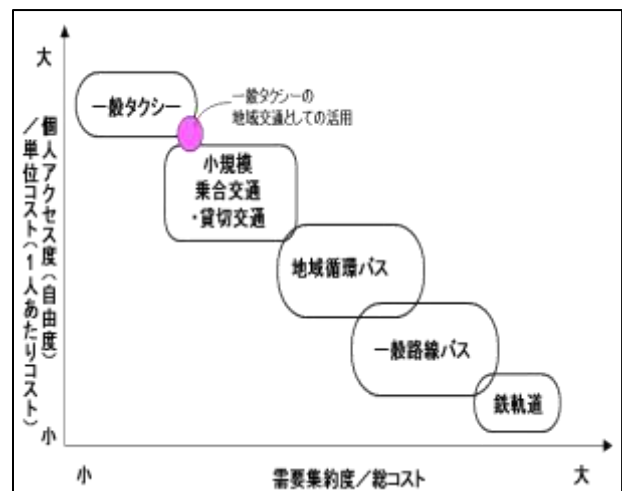 大
一般タクシー
一般タクシーの
地域交通としての活用
個人アクセス度(自由度)
/単位コスト(1人あたりコスト)
小規模
乗合交通
・貸切交通
地域循環バス
一般路線バス
鉄軌道
小
小
需要集約度/総コスト
大